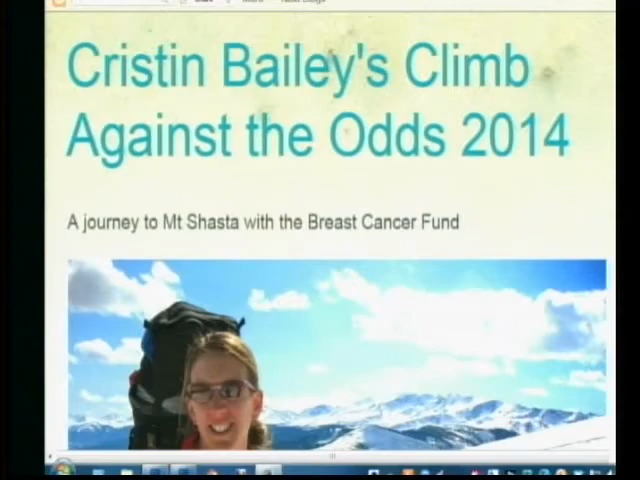 Cristin Bailey's Climb
Against the Odds 2014
A journey to Mt Shasta with the Breast Cancer Fund